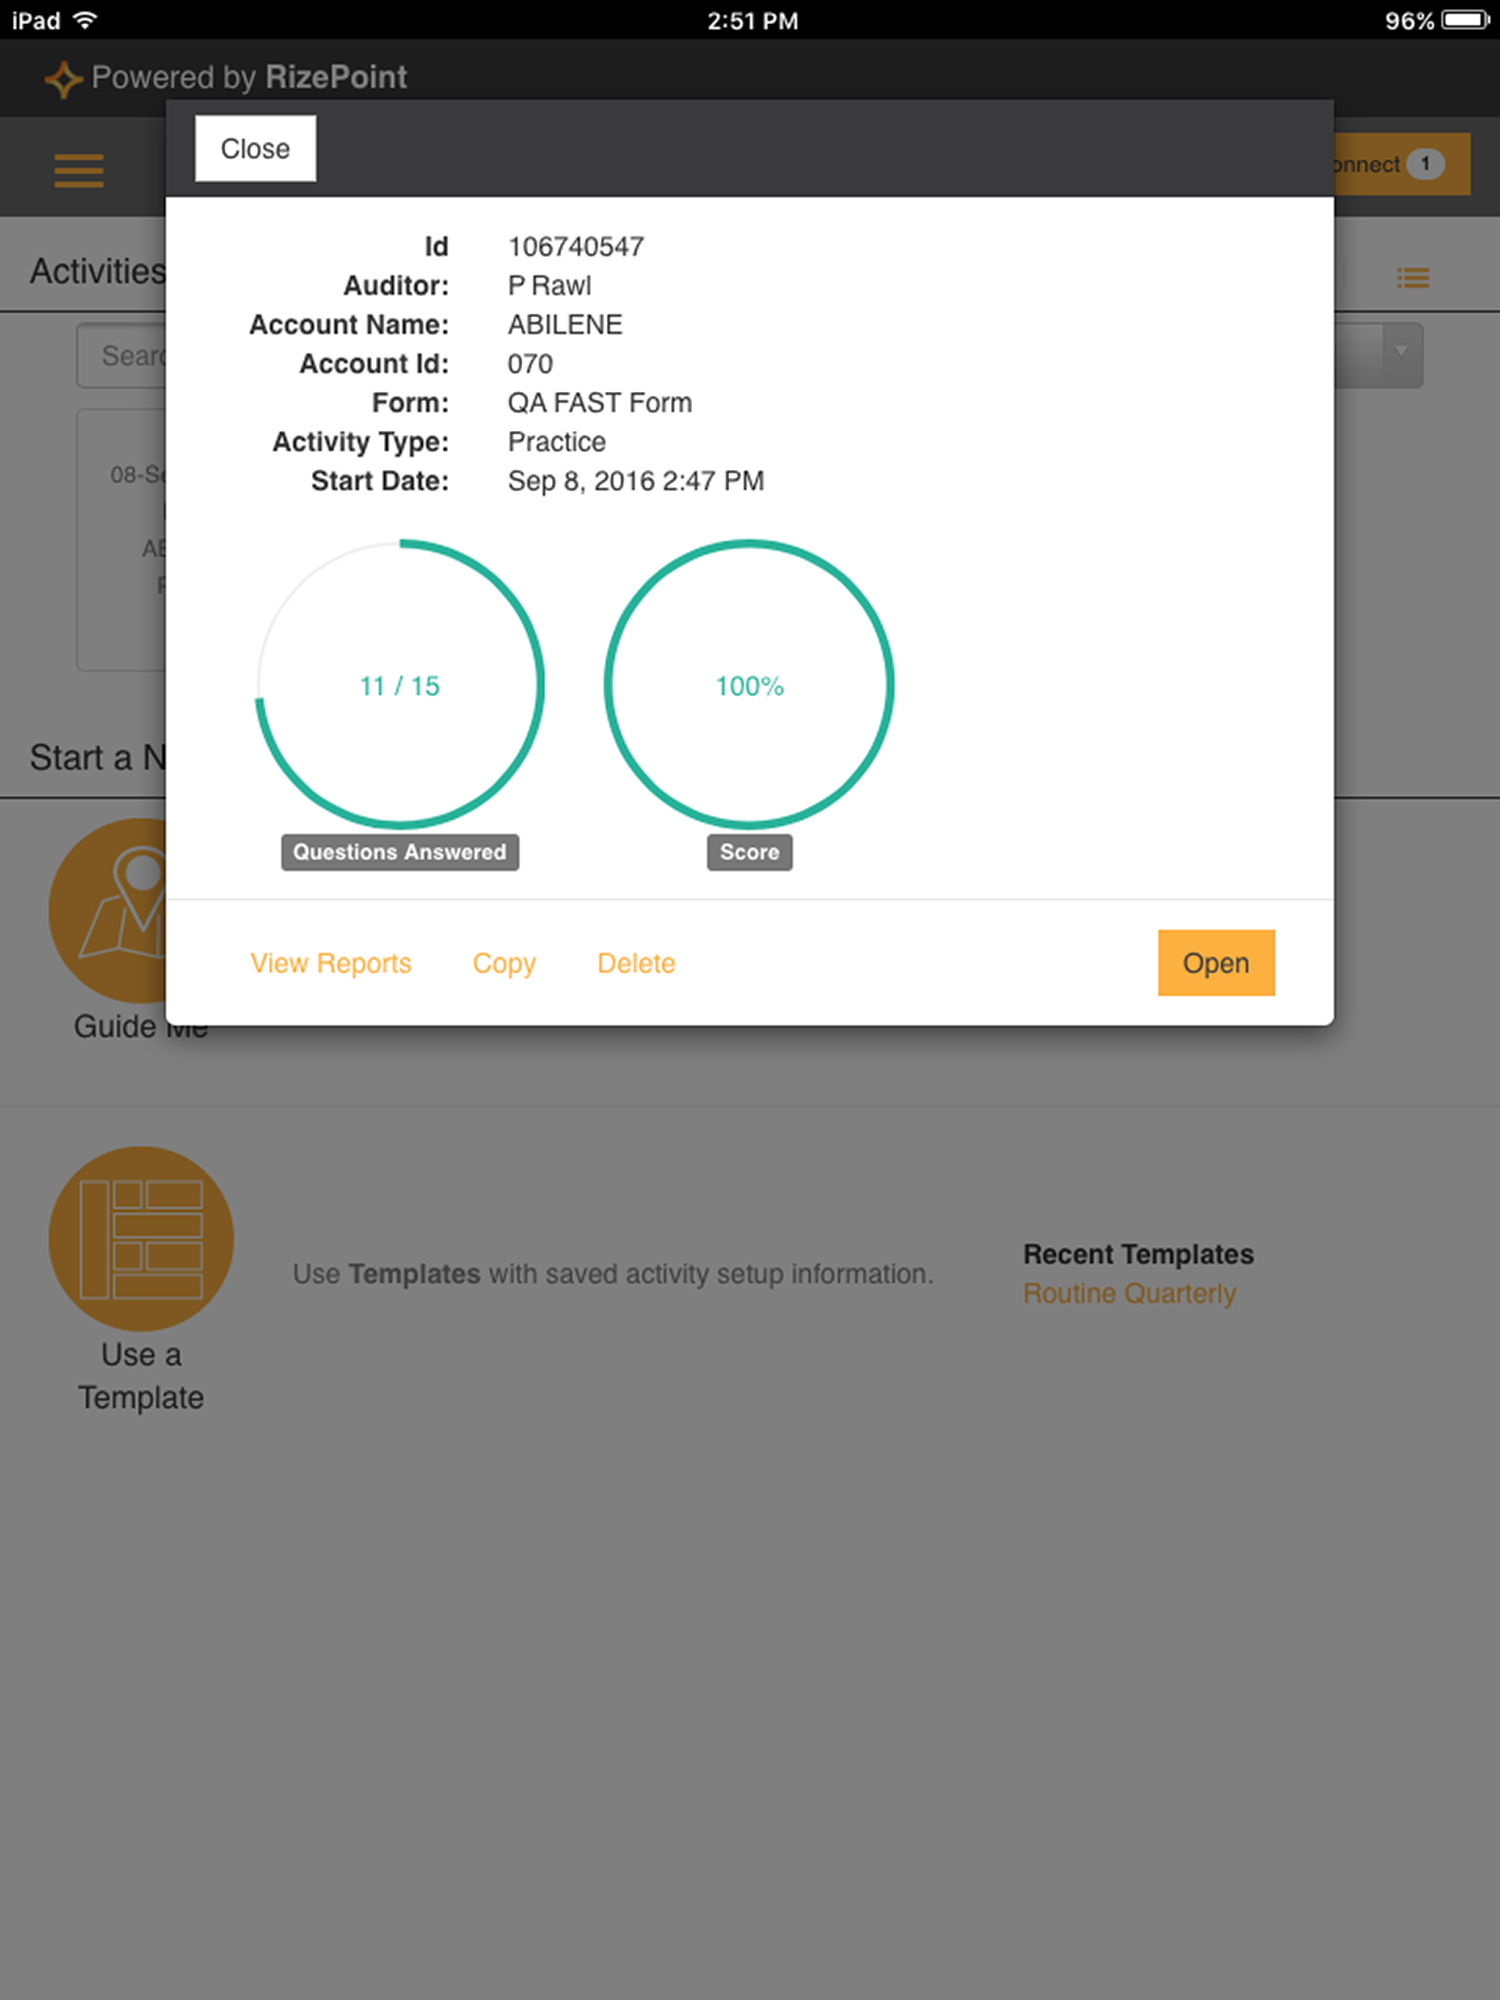 iPad 2:51 PM 96%
Powered by RizePoint
Close
onnect 1
Activities
Id 106740547
Auditor: P Rawl
Account Name: ABILENE
Account Id: 070
Form: QA FAST Form
Activity Type: Practice
Start Date: Sep 8, 2016 2:47 PM
Sear
08-Se
AB
11 / 15
100%
Questions Answered
Score
Start a N
View Reports Copy Delete Open
Guide Me
Use Templates with saved activity setup information.
Recent Templates
Routine Quarterly
Use a
Template